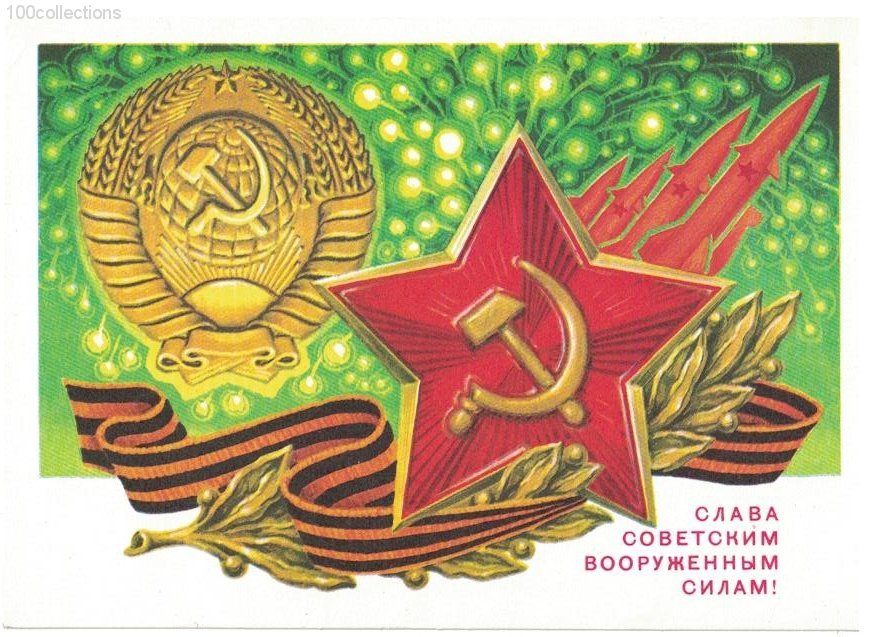 100collections
СЛАВА
СОВЕТСКИМ
ВООРУЖЕННЫМ
СИЛАМ!